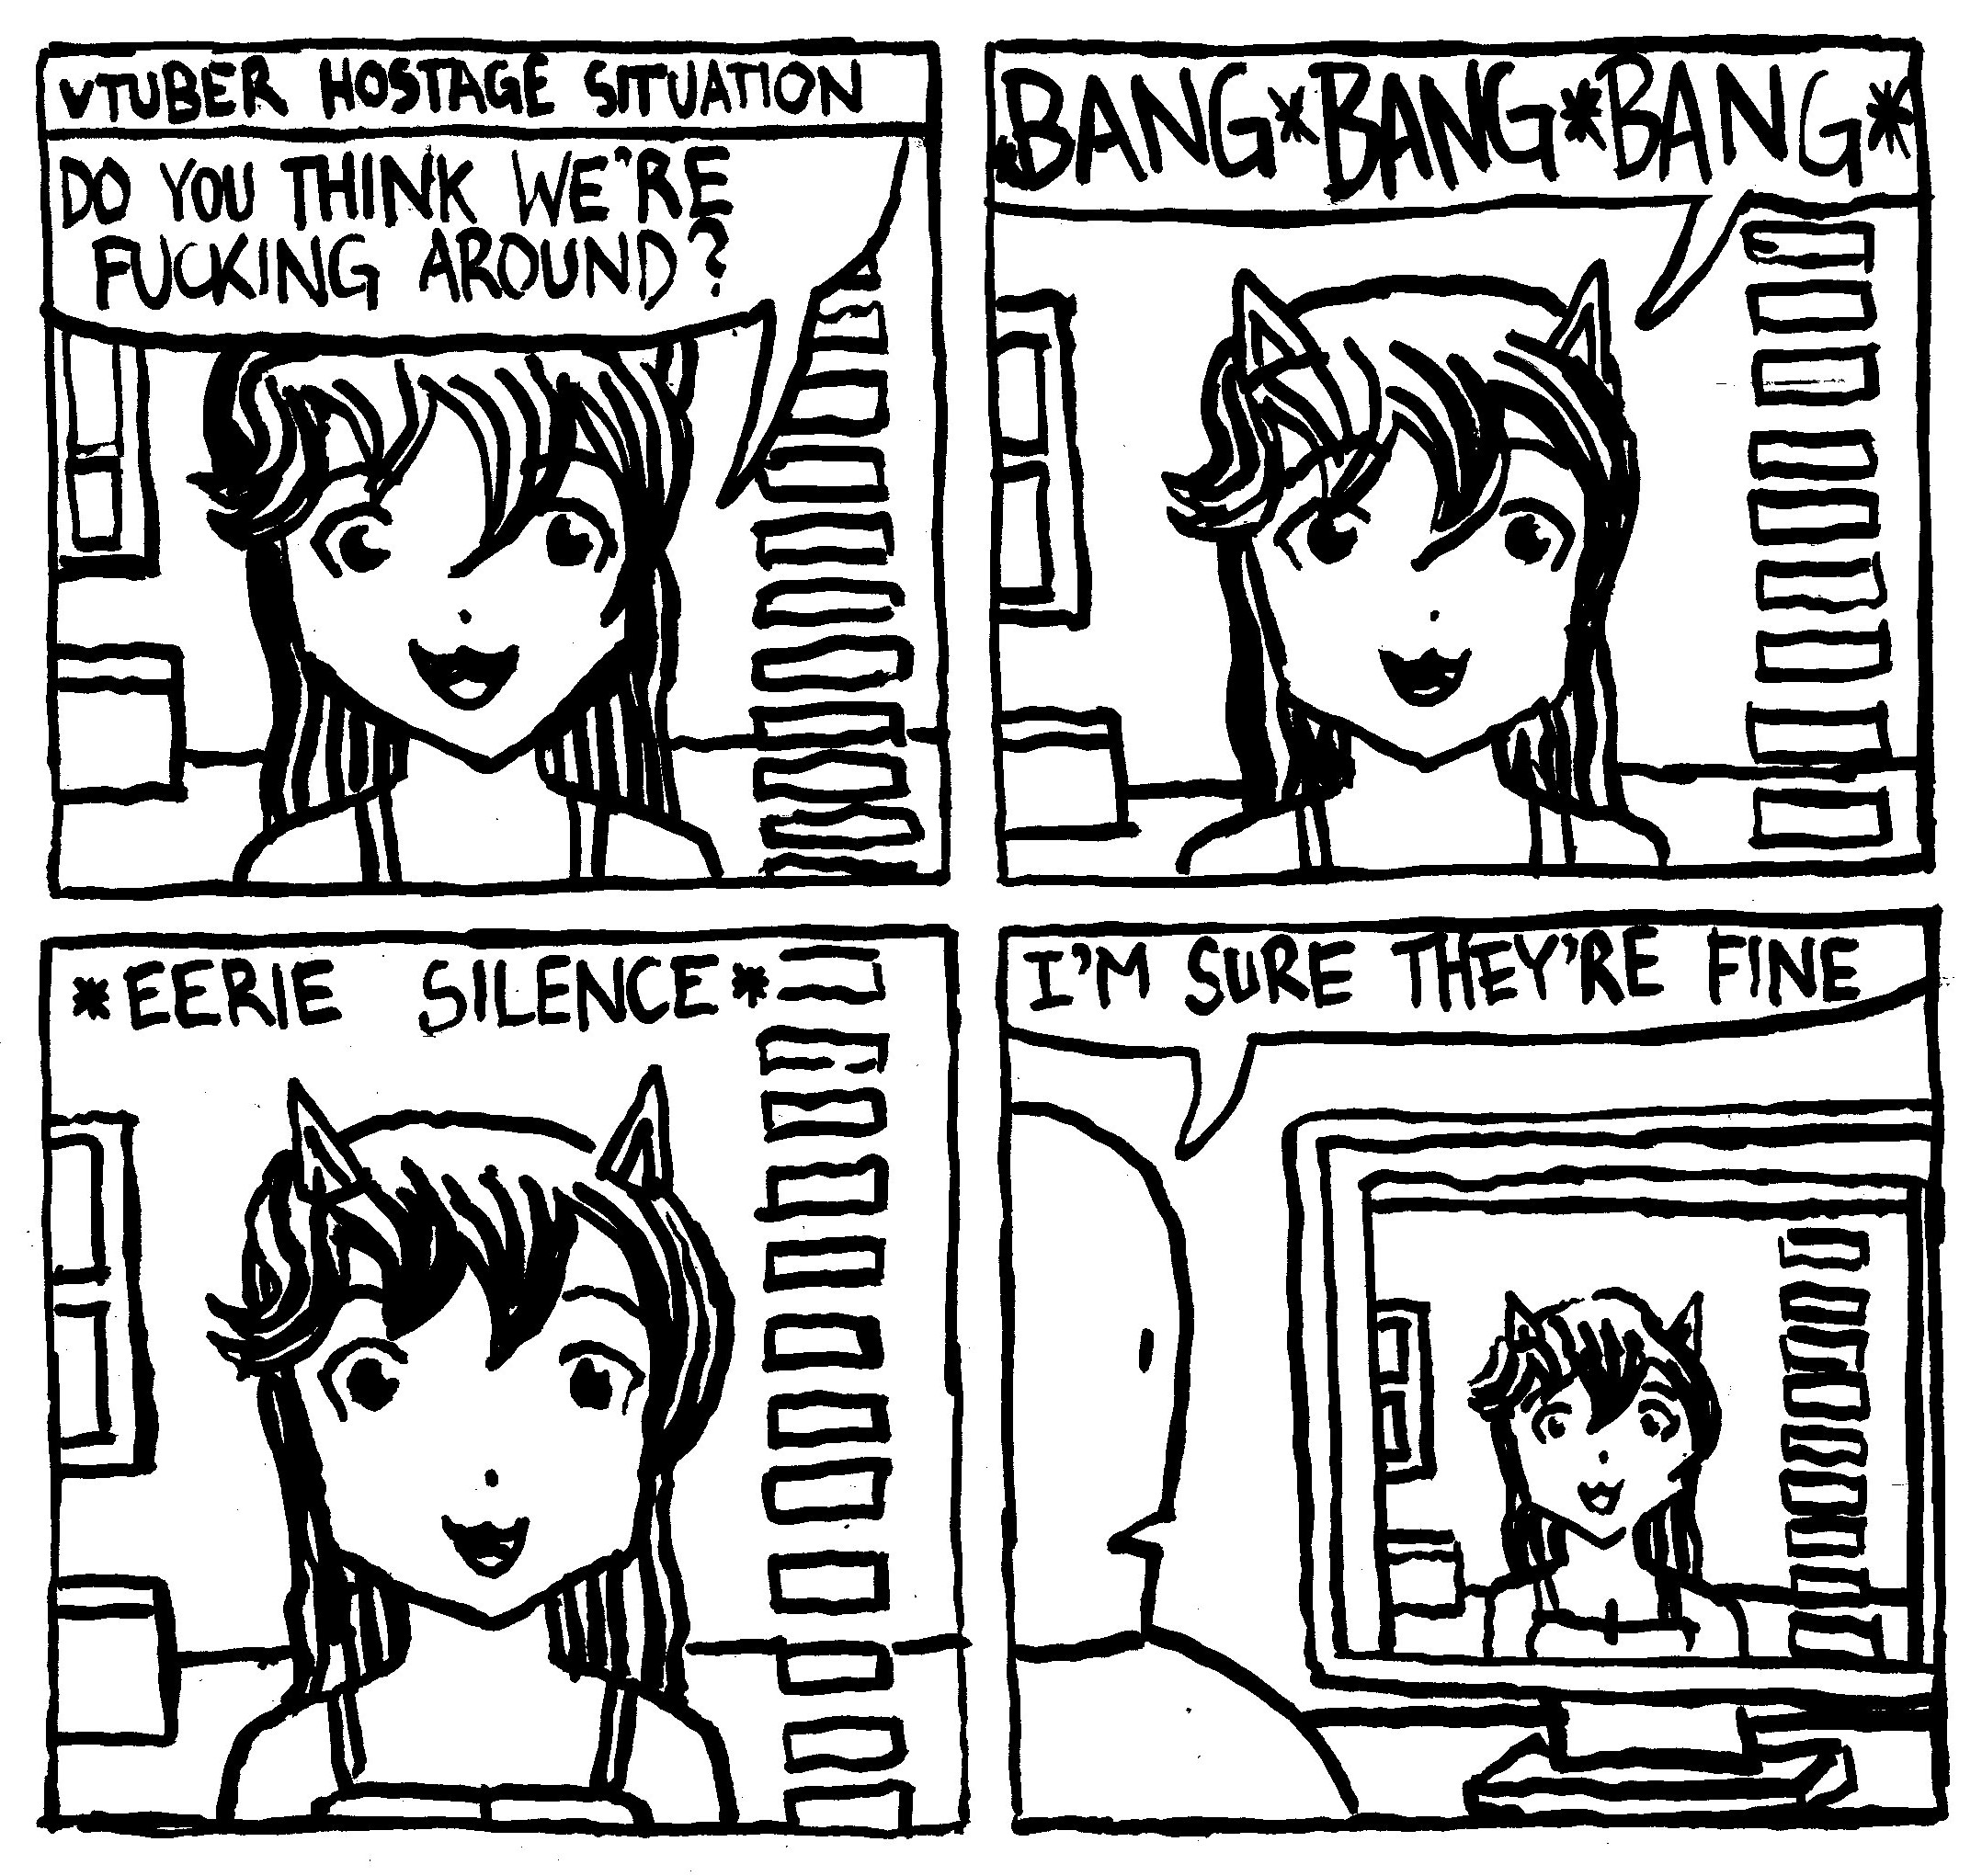 VTUBER HOSTAGE SITUATION
DO YOU THINK WE'RE
FUCKING AROUND?
*BANG*BANG*BANG*
*EERIE SILENCE*
I'M SURE THEY'RE FINE